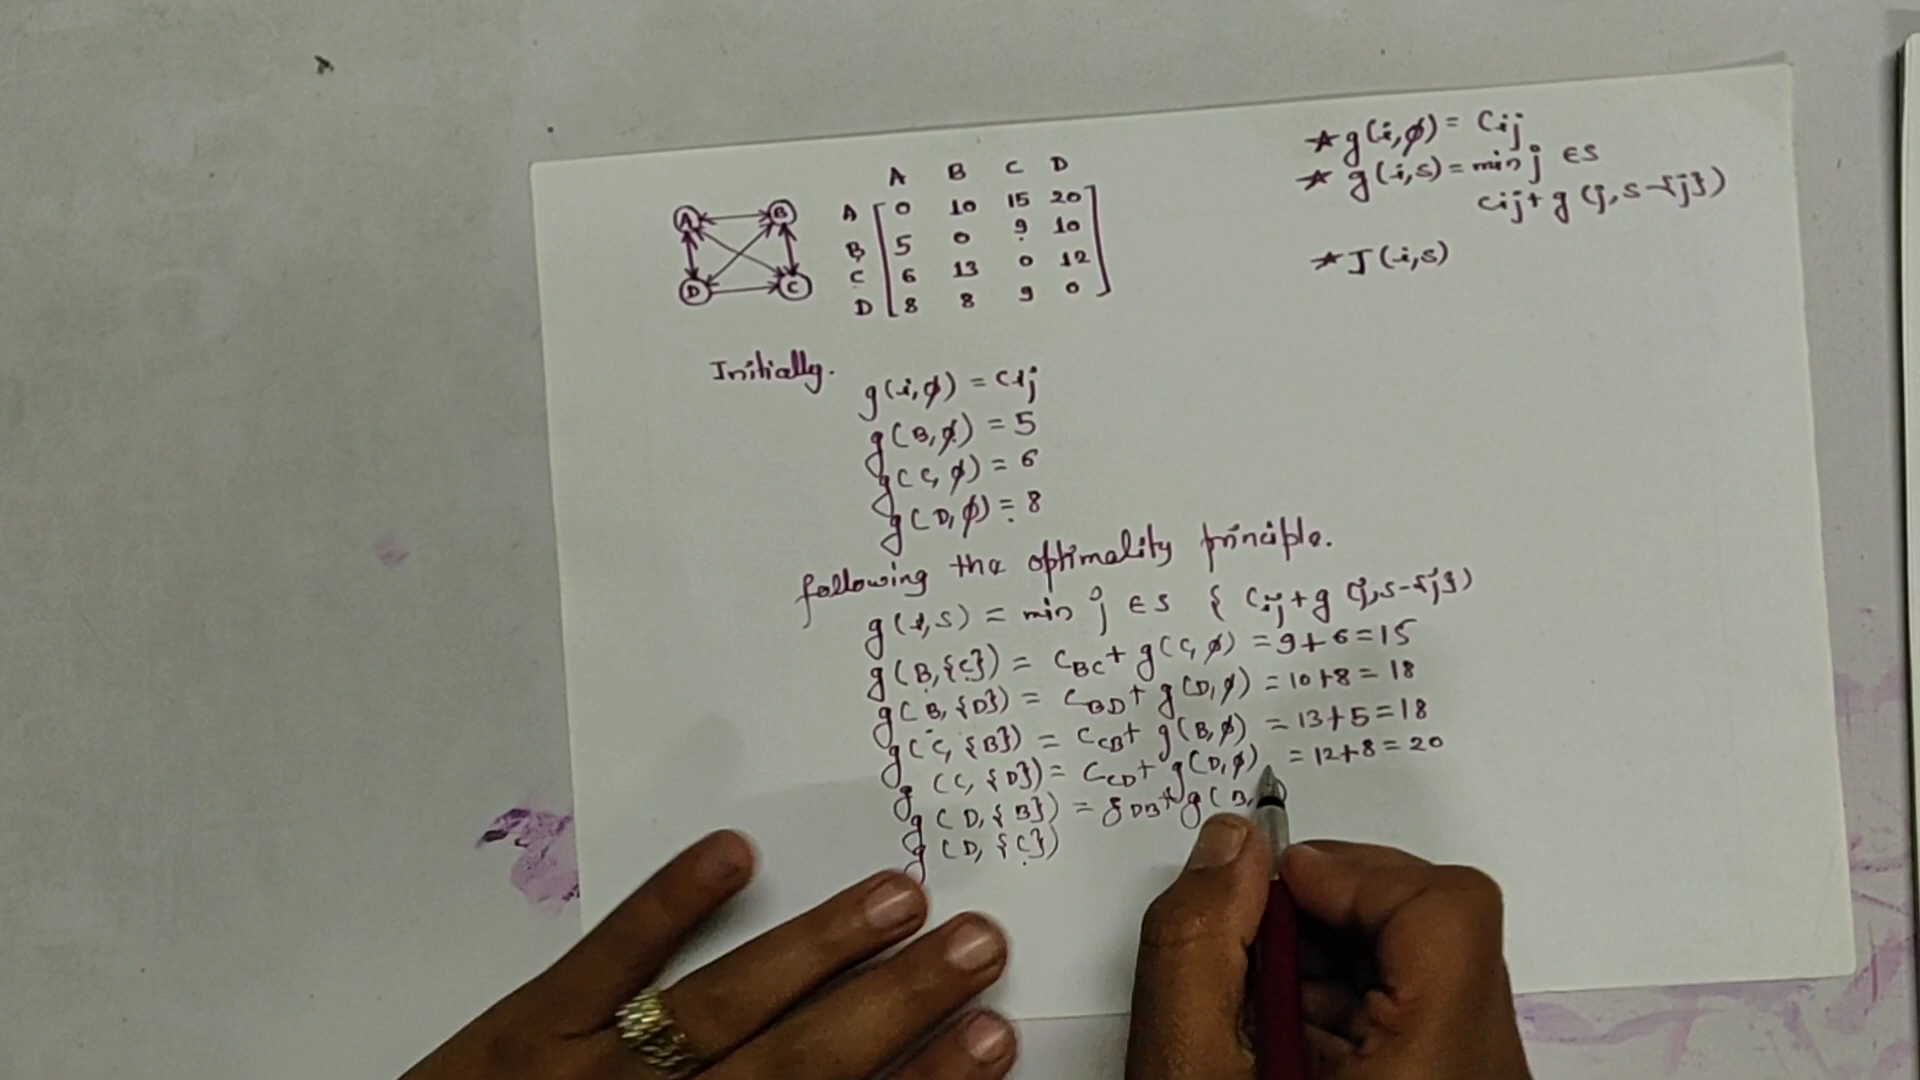 A B C D
A 0 10 15 20
B 5 0 9 10
C 6 13 0 12
D 8 8 9 0
A B
D C
* g(i,φ) = Cij
* g(i,s) = min j ∈ S
Cij + g(j,s-{j})
* J(i,s)
Initially.
g(i,φ) = Cij
g(B,φ) = 5
g(C,φ) = 6
g(D,φ) = 8
following the optimality principle.
g(i,s) = min j ∈ S { Cij + g (j,s-{j})
g(B,{C}) = CBC + g(C,φ) = 9+6=15
g(B,{D}) = CBD + g(D,φ) = 10+8=18
g(C,{B}) = CCB + g(B,φ) = 13+5=18
g(C,{D}) = CCD + g(D,φ) = 12+8=20
g(D,{B}) = gDB + g(B,
g(D,{C})